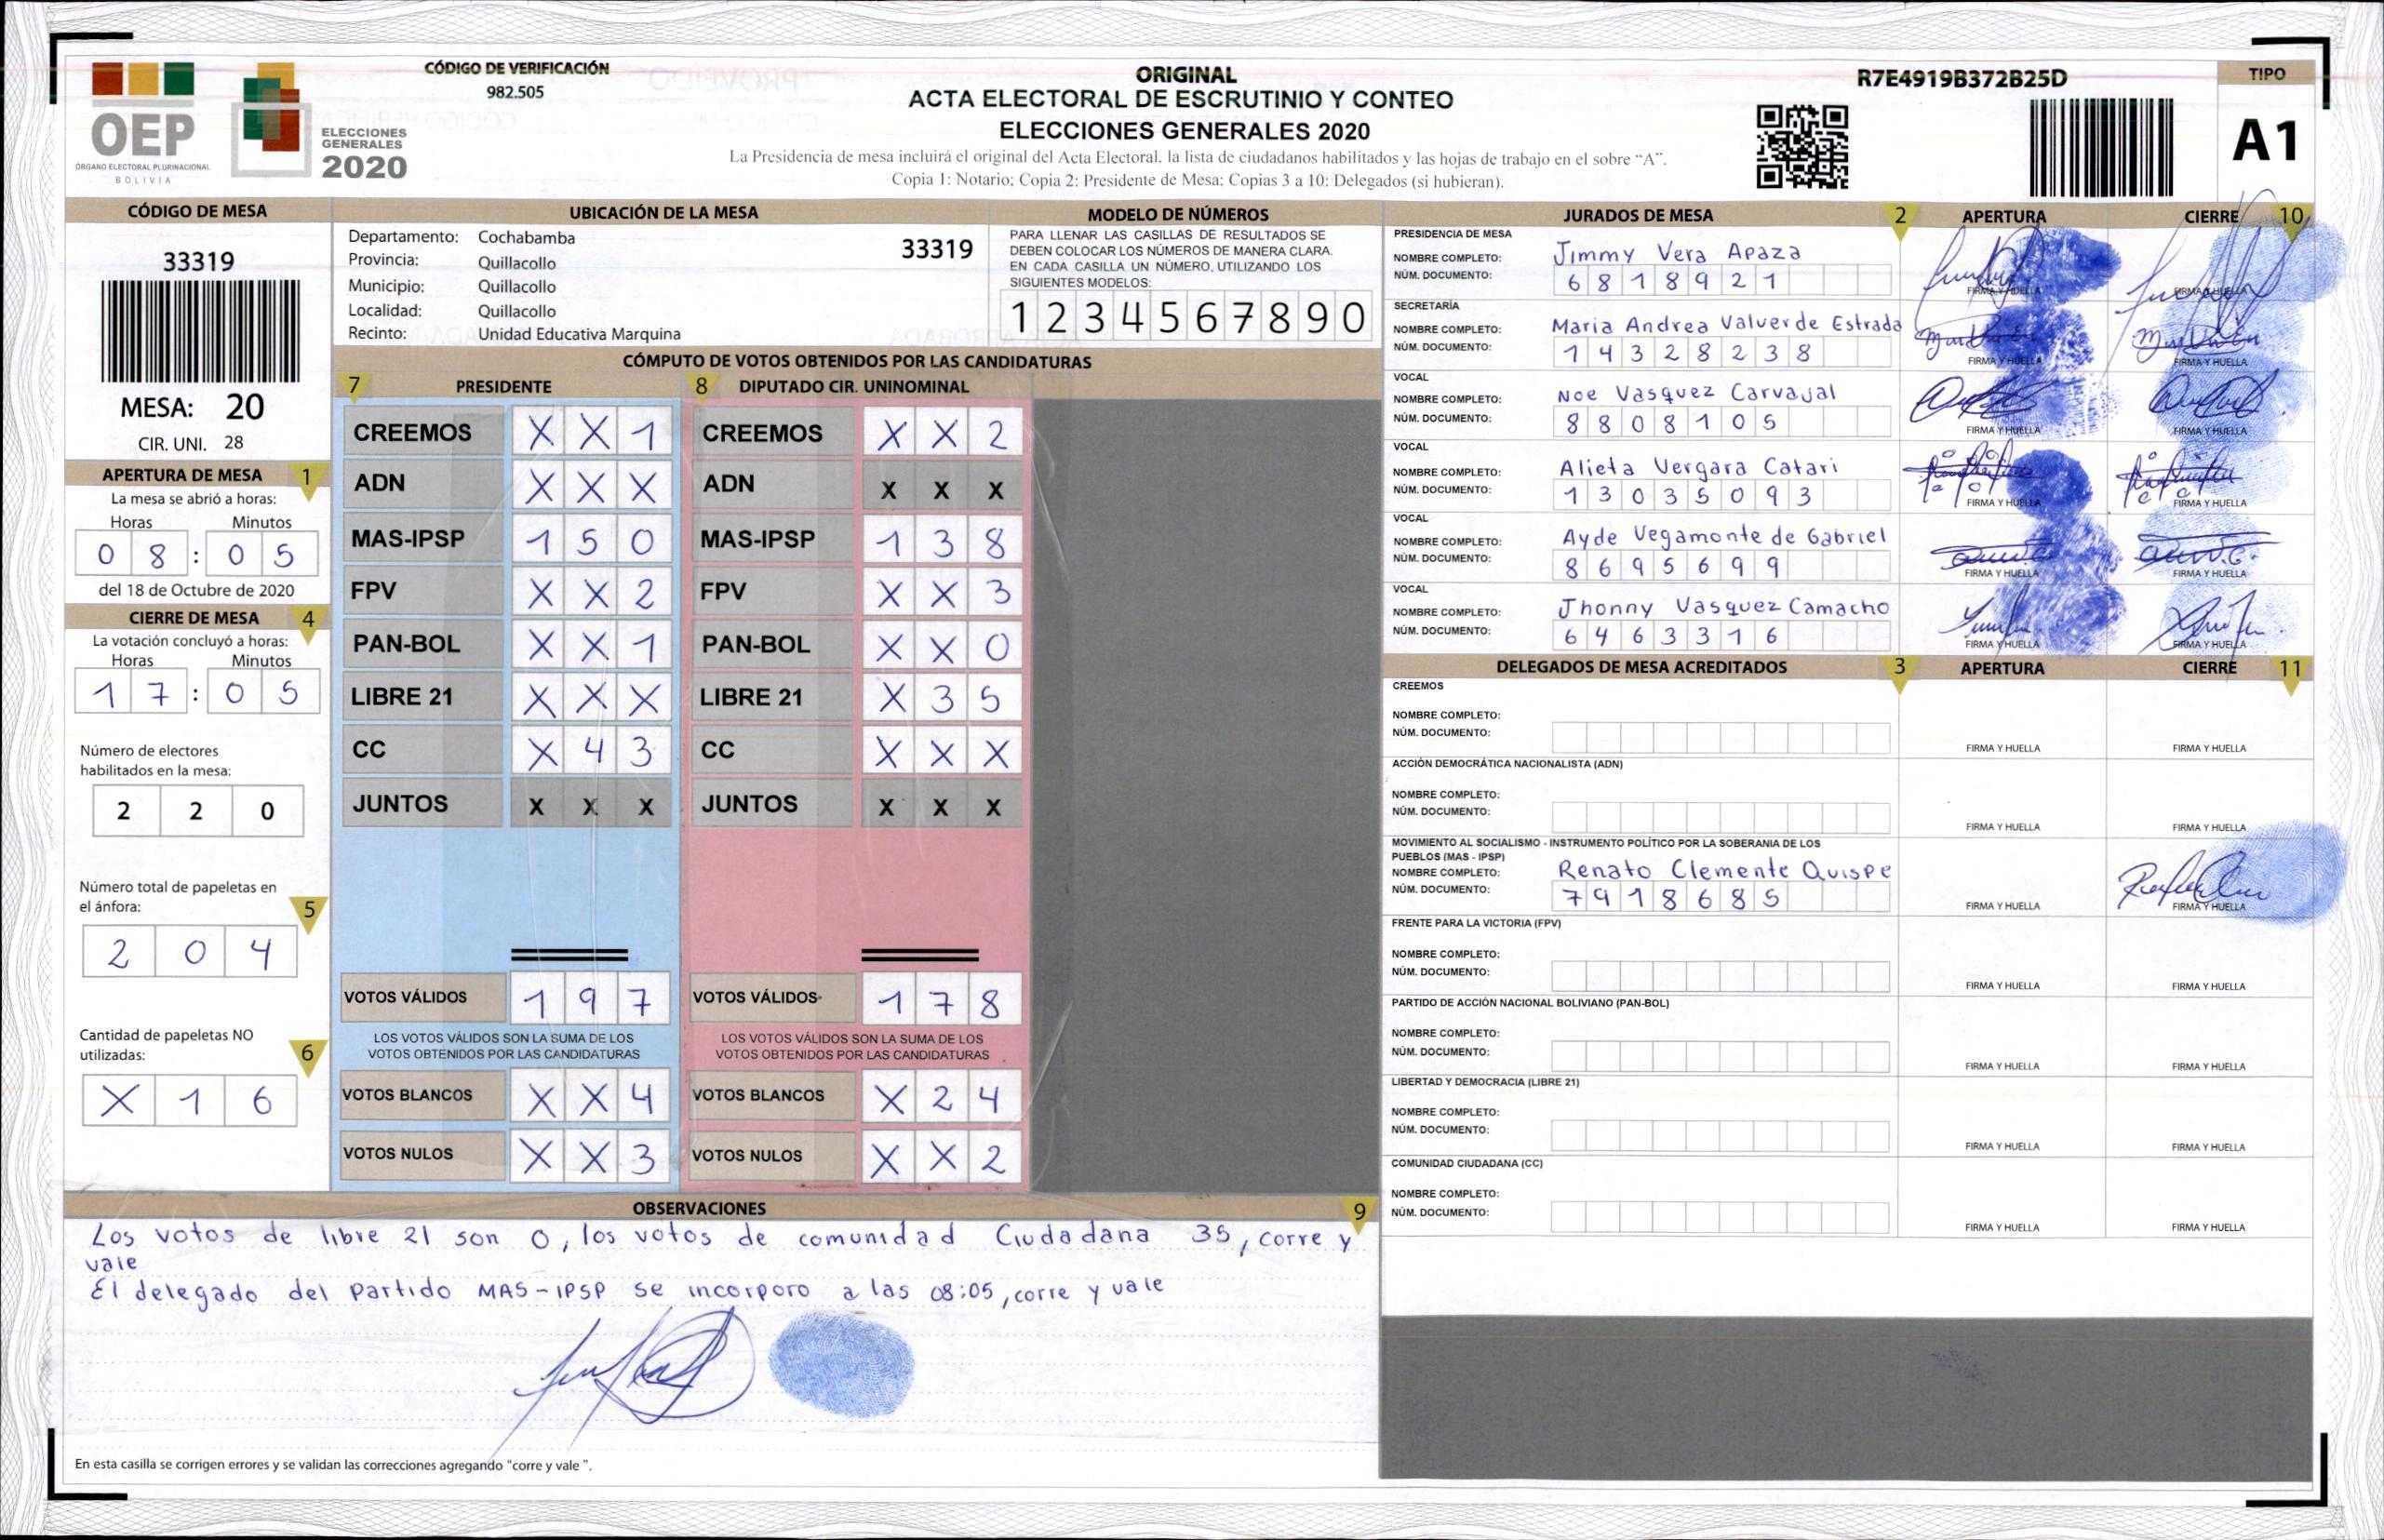 OEP
ÓRGANO ELECTORAL PLURINACIONAL
BOLIVIA
ELECCIONES
GENERALES
2020
CÓDIGO DE VERIFICACIÓN
982.505
ORIGINAL
ACTA ELECTORAL DE ESCRUTINIO Y CONTEO
ELECCIONES GENERALES 2020
La Presidencia de mesa incluirá el original del Acta Electoral, la lista de ciudadanos habilitados y las hojas de trabajo en el sobre "A".
Copia 1: Notario; Copia 2: Presidente de Mesa; Copias 3 a 10: Delegados (si hubieran).
R7E4919B372B25D
TIPO
A1
CÓDIGO DE MESA
33319
MESA: 20
CIR. UNI. 28
APERTURA DE MESA 1
La mesa se abrió a horas:
Horas Minutos
0 8 : 0 5
del 18 de Octubre de 2020
CIERRE DE MESA 4
La votación concluyó a horas:
Horas Minutos
1 7 : 0 5
Número de electores
habilitados en la mesa:
2 2 0
Número total de papeletas en
el ánfora: 5
2 0 4
Cantidad de papeletas NO
utilizadas: 6
X 1 6
UBICACIÓN DE LA MESA
Departamento: Cochabamba 33319
Provincia: Quillacollo
Municipio: Quillacollo
Localidad: Quillacollo
Recinto: Unidad Educativa Marquina
MODELO DE NÚMEROS
PARA LLENAR LAS CASILLAS DE RESULTADOS SE
DEBEN COLOCAR LOS NÚMEROS DE MANERA CLARA.
EN CADA CASILLA UN NÚMERO, UTILIZANDO LOS
SIGUIENTES MODELOS:
1 2 3 4 5 6 7 8 9 0
CÓMPUTO DE VOTOS OBTENIDOS POR LAS CANDIDATURAS
7 PRESIDENTE
CREEMOS X X 1
ADN X X X
MAS-IPSP 1 5 0
FPV X X 2
PAN-BOL X X 1
LIBRE 21 X X X
CC X 4 3
JUNTOS X X X
VOTOS VÁLIDOS 1 9 7
LOS VOTOS VÁLIDOS SON LA SUMA DE LOS
VOTOS OBTENIDOS POR LAS CANDIDATURAS
VOTOS BLANCOS X X 4
VOTOS NULOS X X 3
8 DIPUTADO CIR. UNINOMINAL
CREEMOS X X 2
ADN X X X
MAS-IPSP 1 3 8
FPV X X 3
PAN-BOL X X 0
LIBRE 21 X 3 5
CC X X X
JUNTOS X X X
VOTOS VÁLIDOS 1 7 8
LOS VOTOS VÁLIDOS SON LA SUMA DE LOS
VOTOS OBTENIDOS POR LAS CANDIDATURAS
VOTOS BLANCOS X 2 4
VOTOS NULOS X X 2
OBSERVACIONES 9
Los votos de libre 21 son 0, los votos de comunidad Ciudadana 35, corre y
vale
El delegado del Partido MAS-IPSP se incorporo a las 08:05, corre y vale
En esta casilla se corrigen errores y se validan las correcciones agregando "corre y vale ".
JURADOS DE MESA 2 APERTURA CIERRE 10
PRESIDENCIA DE MESA
NOMBRE COMPLETO: Jimmy Vera Apaza
NÚM. DOCUMENTO: 6 8 1 8 9 2 1
FIRMA Y HUELLA FIRMA Y HUELLA
SECRETARÍA
NOMBRE COMPLETO: Maria Andrea Valverde Estrada
NÚM. DOCUMENTO: 1 4 3 2 8 2 3 8
FIRMA Y HUELLA FIRMA Y HUELLA
VOCAL
NOMBRE COMPLETO: Noe Vasquez Carvajal
NÚM. DOCUMENTO: 8 8 0 8 1 0 5
FIRMA Y HUELLA FIRMA Y HUELLA
VOCAL
NOMBRE COMPLETO: Alieta Vergara Catari
NÚM. DOCUMENTO: 1 3 0 3 5 0 9 3
FIRMA Y HUELLA FIRMA Y HUELLA
VOCAL
NOMBRE COMPLETO: Ayde Vegamonte de Gabriel
NÚM. DOCUMENTO: 8 6 9 5 6 9 9
FIRMA Y HUELLA FIRMA Y HUELLA
VOCAL
NOMBRE COMPLETO: Jhonny Vasquez Camacho
NÚM. DOCUMENTO: 6 4 6 3 3 1 6
FIRMA Y HUELLA FIRMA Y HUELLA
DELEGADOS DE MESA ACREDITADOS 3 APERTURA CIERRE 11
CREEMOS
NOMBRE COMPLETO:
NÚM. DOCUMENTO:
FIRMA Y HUELLA FIRMA Y HUELLA
ACCIÓN DEMOCRÁTICA NACIONALISTA (ADN)
NOMBRE COMPLETO:
NÚM. DOCUMENTO:
FIRMA Y HUELLA FIRMA Y HUELLA
MOVIMIENTO AL SOCIALISMO - INSTRUMENTO POLÍTICO POR LA SOBERANIA DE LOS
PUEBLOS (MAS - IPSP)
NOMBRE COMPLETO: Renato Clemente Quispe
NÚM. DOCUMENTO: 7 9 1 8 6 8 5
FIRMA Y HUELLA FIRMA Y HUELLA
FRENTE PARA LA VICTORIA (FPV)
NOMBRE COMPLETO:
NÚM. DOCUMENTO:
FIRMA Y HUELLA FIRMA Y HUELLA
PARTIDO DE ACCIÓN NACIONAL BOLIVIANO (PAN-BOL)
NOMBRE COMPLETO:
NÚM. DOCUMENTO:
FIRMA Y HUELLA FIRMA Y HUELLA
LIBERTAD Y DEMOCRACIA (LIBRE 21)
NOMBRE COMPLETO:
NÚM. DOCUMENTO:
FIRMA Y HUELLA FIRMA Y HUELLA
COMUNIDAD CIUDADANA (CC)
NOMBRE COMPLETO:
NÚM. DOCUMENTO:
FIRMA Y HUELLA FIRMA Y HUELLA